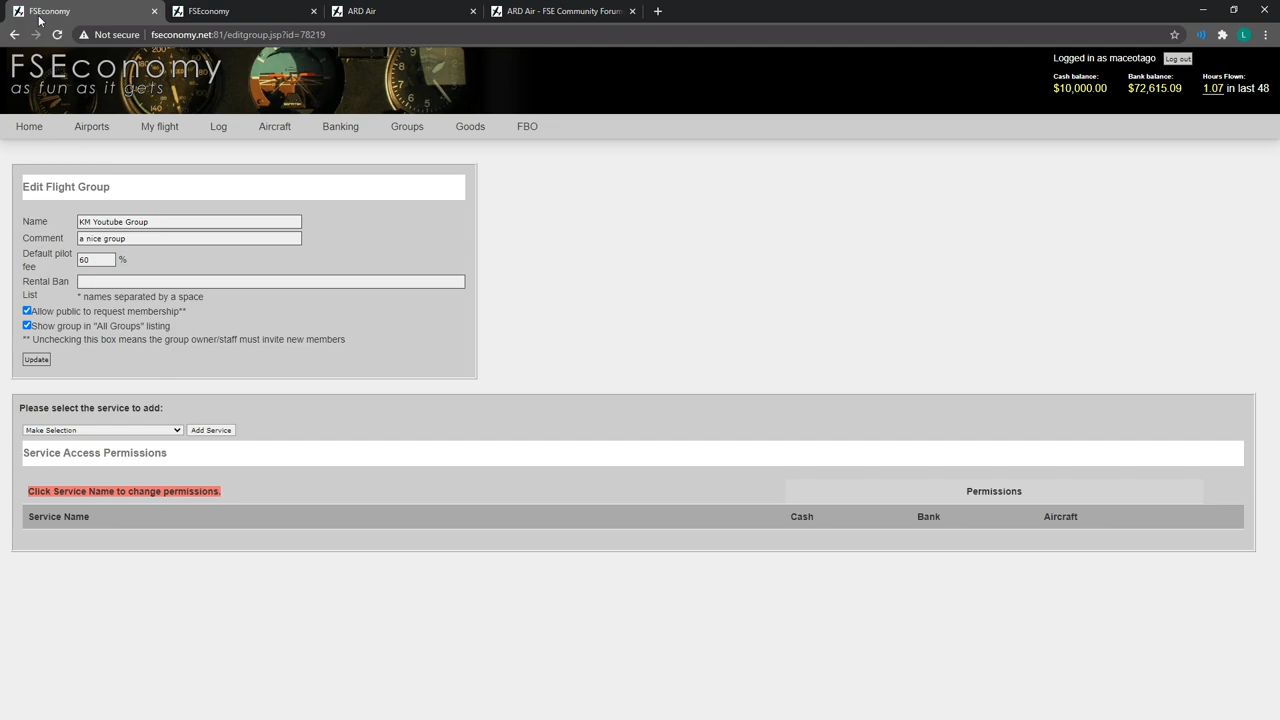 FSEconomy
FSEconomy
ARD Air
ARD Air - FSE Community Forum
Not secure
fseconomy.net:81/editgroup.jsp?id=78219
L
FSEconomy
as fun as it gets
Logged in as maceotago
Log out
Cash balance:
Bank balance:
Hours Flown:
$10,000.00
$72,615.09
1.07 in last 48
Home
Airports
My flight
Log
Aircraft
Banking
Groups
Goods
FBO
Edit Flight Group
Name
KM Youtube Group
Comment
a nice group
Default pilot
fee
60
%
Rental Ban
List
* names separated by a space
Allow public to request membership**
Show group in "All Groups" listing
** Unchecking this box means the group owner/staff must invite new members
Update
Please select the service to add:
Make Selection
Add Service
Service Access Permissions
Click Service Name to change permissions.
Permissions
Service Name
Cash
Bank
Aircraft